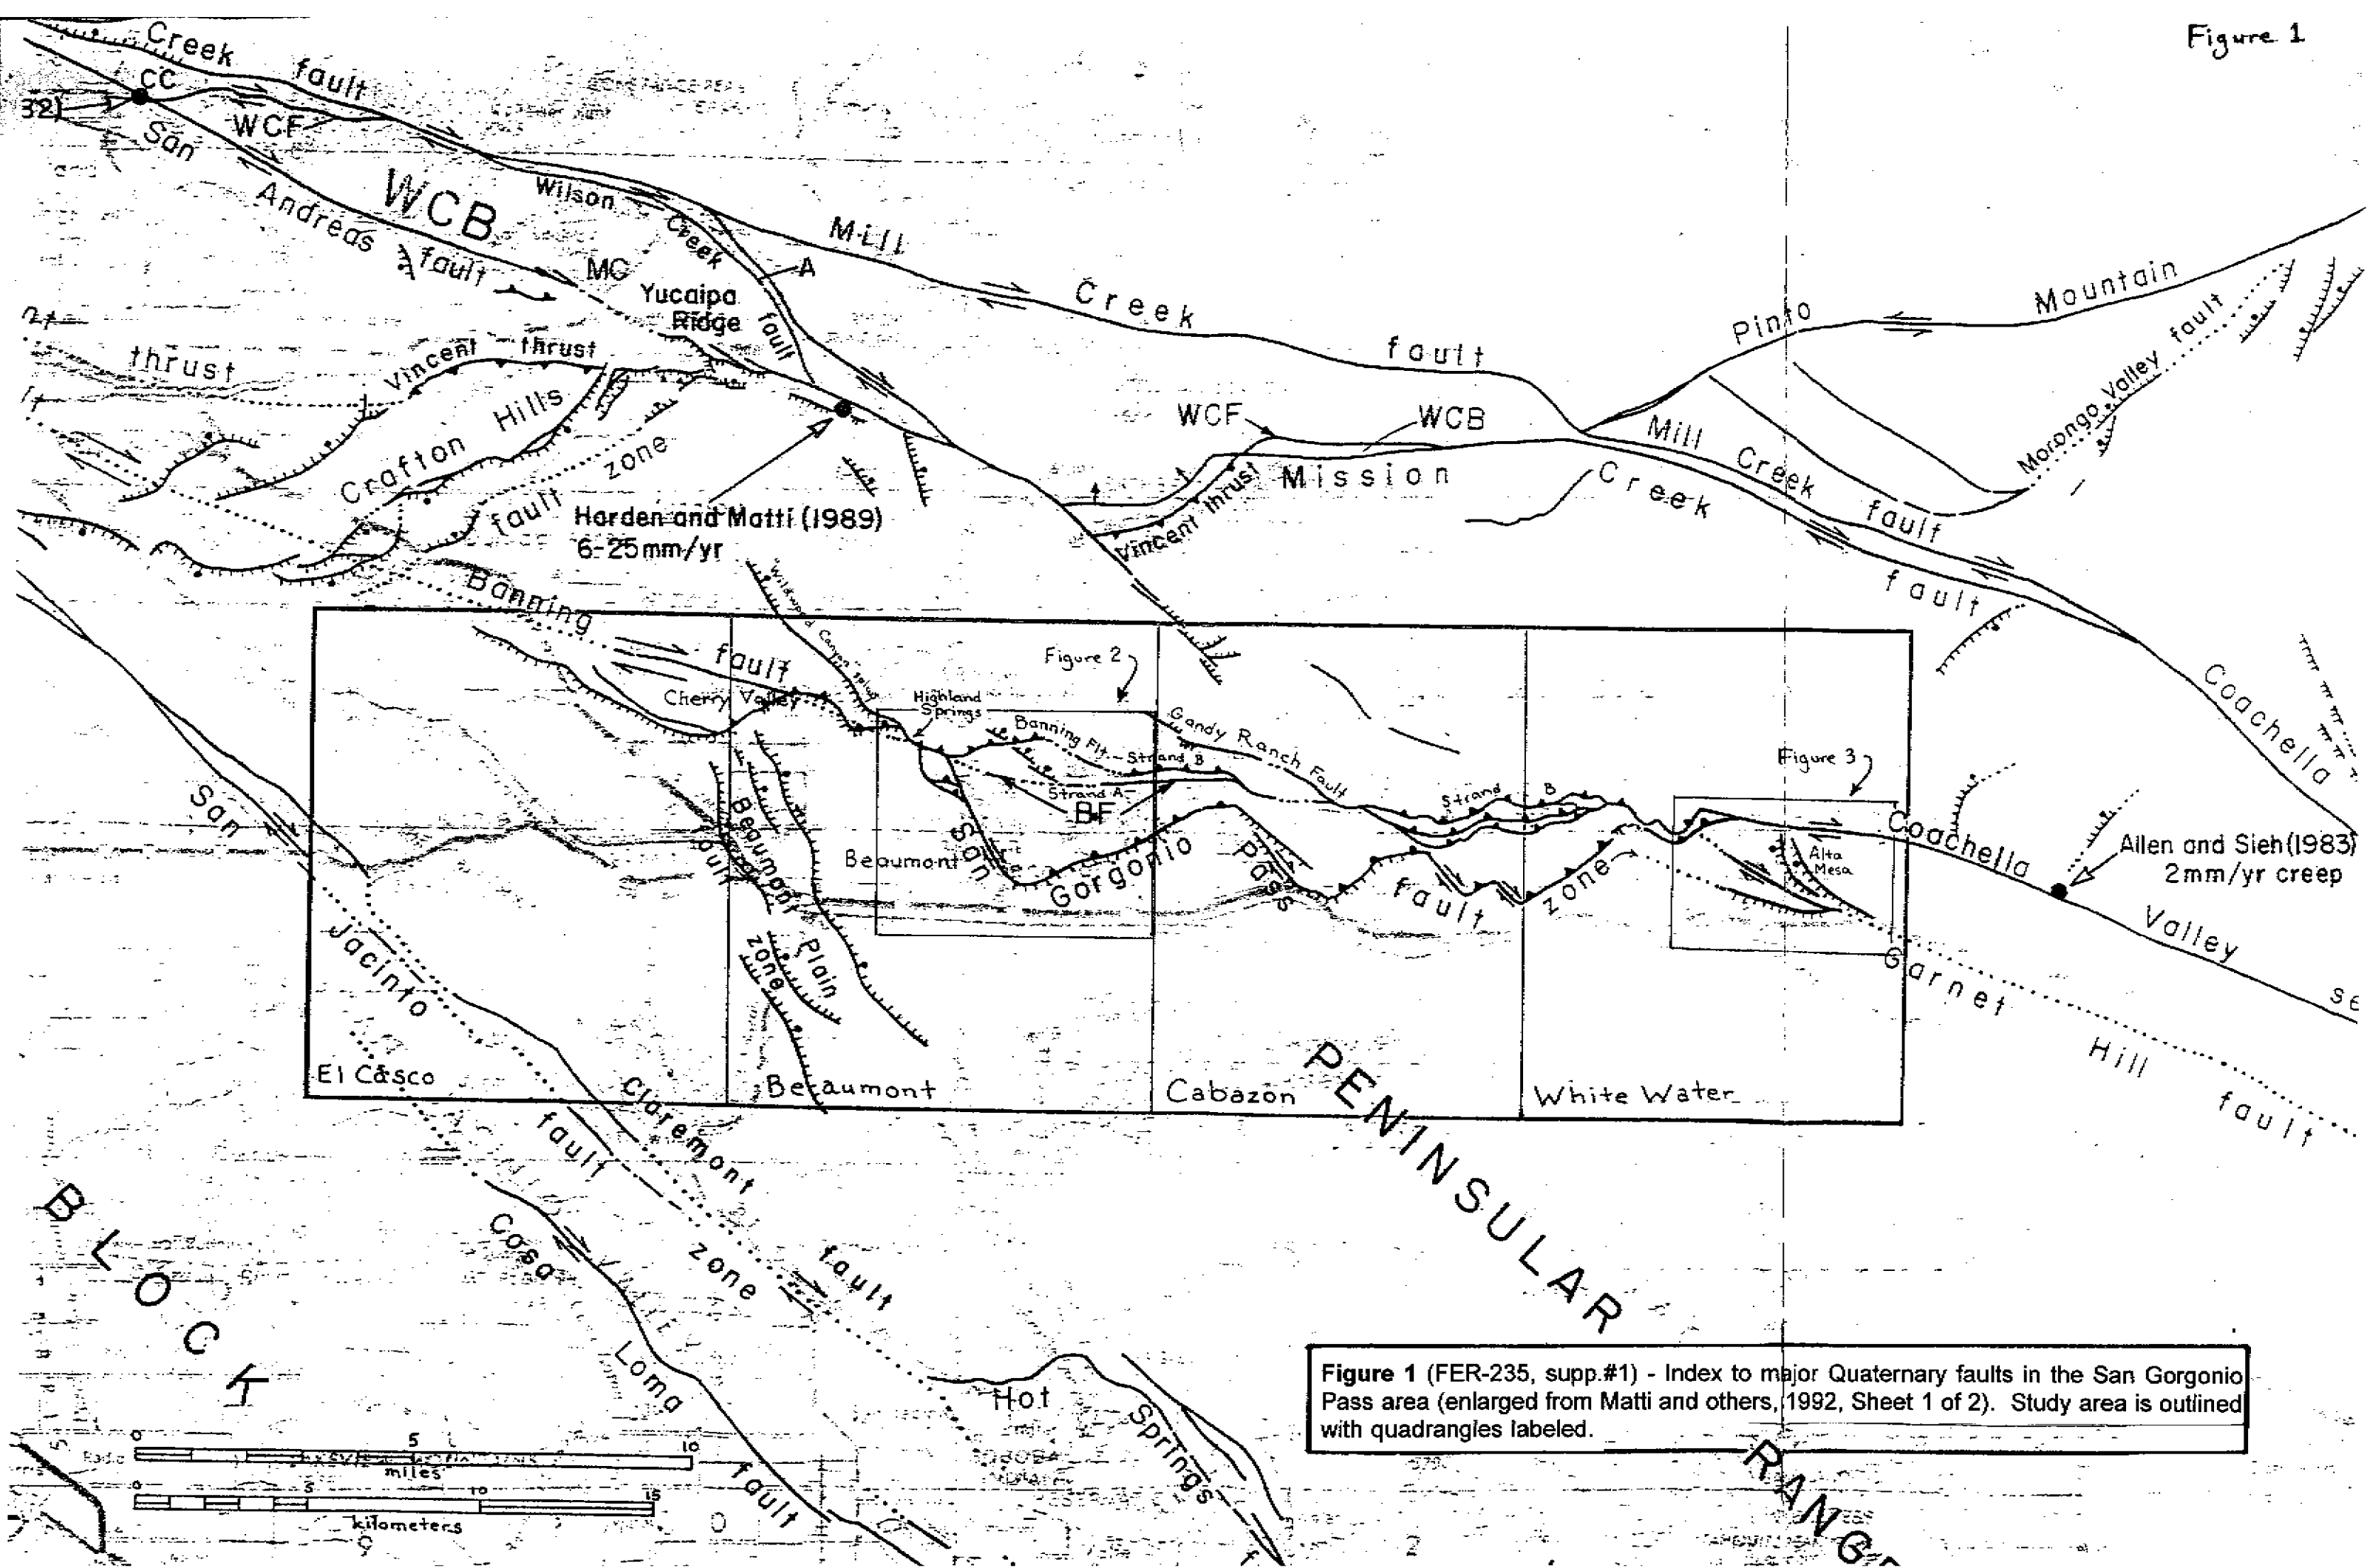 Figure 1
Creek fault
CC
32)
WCF
San Andreas fault
WCB
Wilson Creek fault
MC
Yucaipa
Ridge
A
Mill Creek fault
Pinto Mountain
Morongo Valley fault
thrust
Vincent thrust
Crafton Hills
fault zone
Harden and Matti (1989)
6-25mm/yr
WCF
WCB
Vincent thrust
Mission Creek fault
Mill Creek fault
Banning fault
Figure 2
Cherry Valley
Highland
Springs
Banning Flt
Strand B
Strand A
BF
Gandy Ranch Fault
Strand B
Figure 3
Coachella
Coachella Valley
Alta
Mesa
Allen and Sieh (1983)
2mm/yr creep
Beaumont
San Gorgonio Pass fault zone
Beaumont Plain
fault zone
Garnet Hill fault
San Jacinto fault zone
El Casco
Beaumont
Cabazon
White Water
Claremont fault
Casa Loma fault
Hot Springs
PENINSULAR
BLOCK
Figure 1 (FER-235, supp.#1) - Index to major Quaternary faults in the San Gorgonio
Pass area (enlarged from Matti and others, 1992, Sheet 1 of 2). Study area is outlined
with quadrangles labeled.
0 5 10
miles
0 5 10 15
kilometers